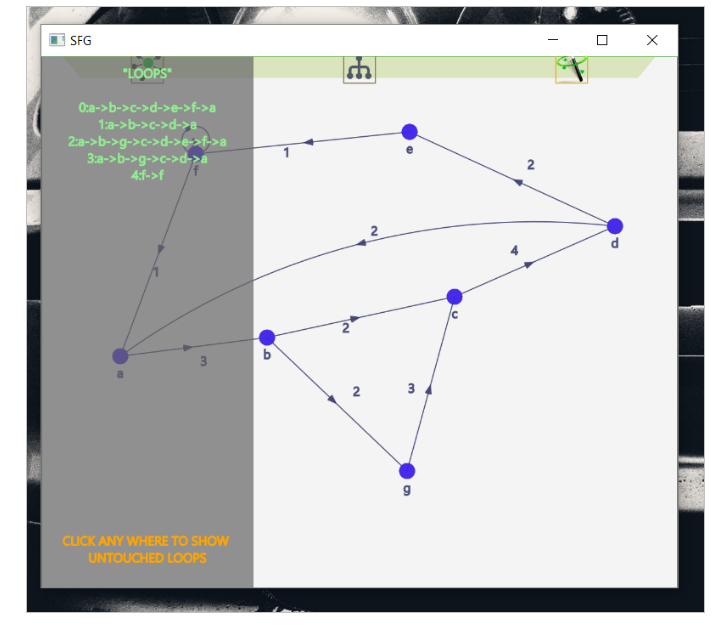 SFG
"LOOPS"
0:a->b->c->d->e->f->a
1:a->b->c->d->a
2:a->b->g->c->d->e->f->a
3:a->b->g->c->d->a
4:f->f
e
1
2
f
2
d
4
1
c
2
b
3
a
2
3
g
CLICK ANY WHERE TO SHOW
UNTOUCHED LOOPS